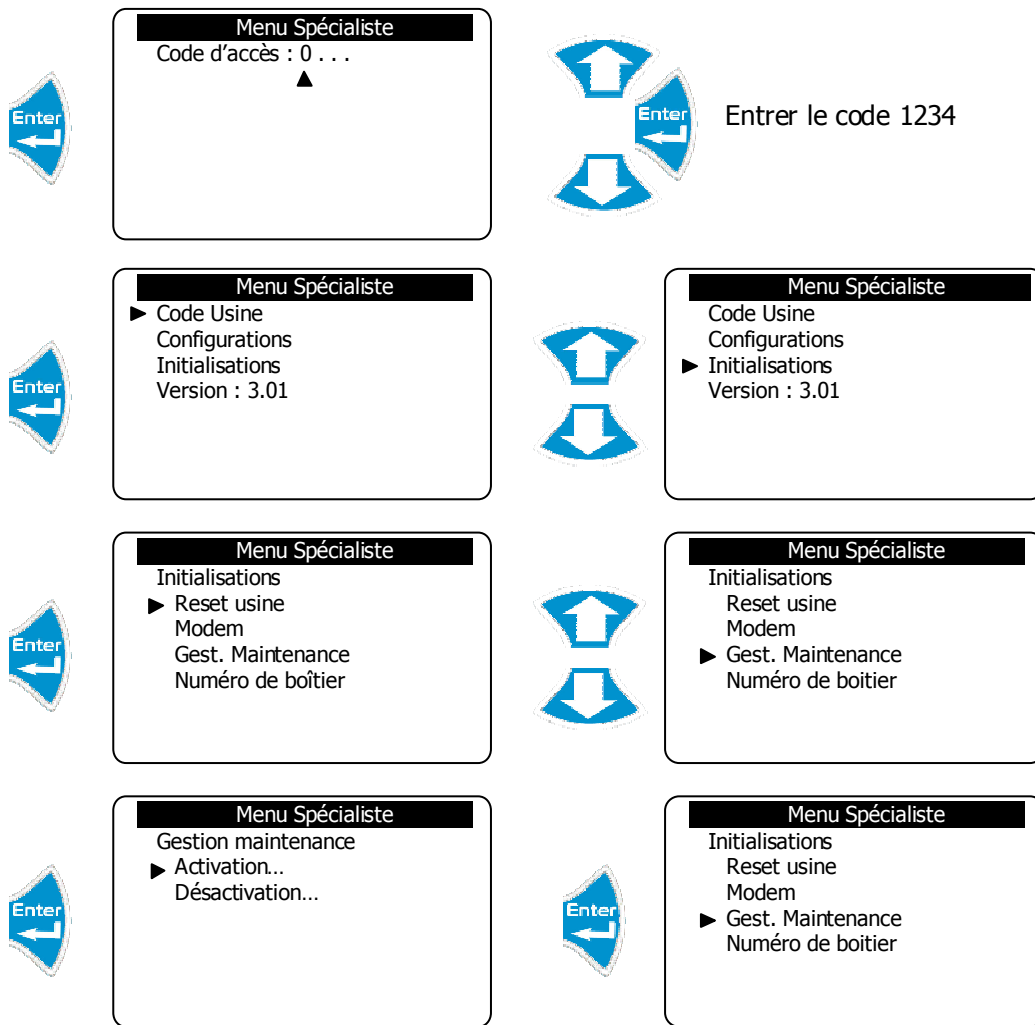 Menu Spécialiste
Code d'accès : 0 . . .
Enter
Enter
Entrer le code 1234
Menu Spécialiste
Code Usine
Configurations
Initialisations
Version : 3.01
Enter
Menu Spécialiste
Code Usine
Configurations
Initialisations
Version : 3.01
Menu Spécialiste
Initialisations
Reset usine
Modem
Gest. Maintenance
Numéro de boîtier
Enter
Menu Spécialiste
Initialisations
Reset usine
Modem
Gest. Maintenance
Numéro de boitier
Menu Spécialiste
Gestion maintenance
Activation...
Désactivation...
Enter
Enter
Menu Spécialiste
Initialisations
Reset usine
Modem
Gest. Maintenance
Numéro de boitier